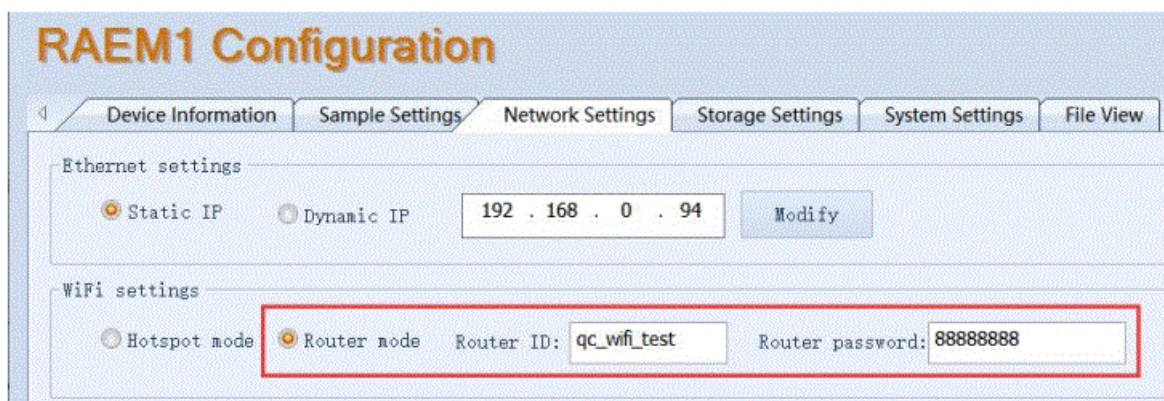 RAEM1 Configuration
Device Information Sample Settings Network Settings Storage Settings System Settings File View
Ethernet settings
Static IP Dynamic IP 192 . 168 . 0 . 94 Modify
WiFi settings
Hotspot mode Router mode Router ID: qc_wifi_test Router password: 88888888